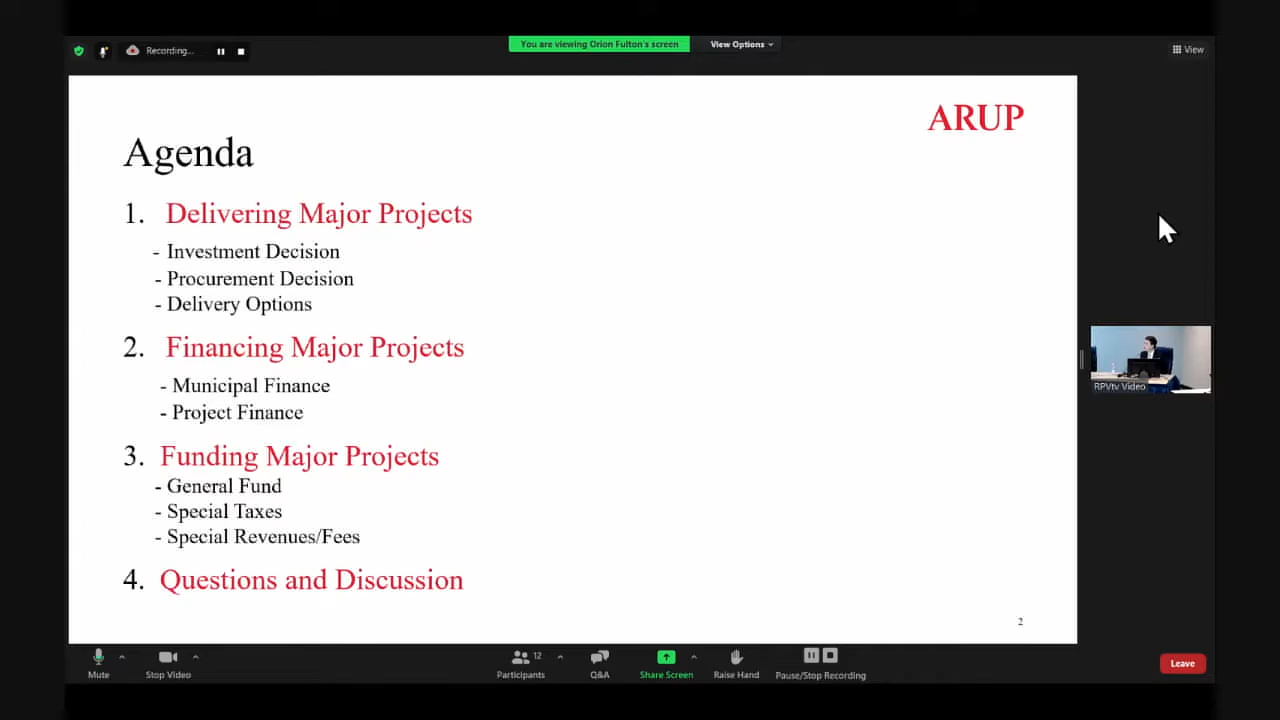 Recording...
You are viewing Orion Fulton's screen
View Options
View
ARUP
Agenda
1. Delivering Major Projects
- Investment Decision
- Procurement Decision
- Delivery Options
2. Financing Major Projects
- Municipal Finance
- Project Finance
3. Funding Major Projects
- General Fund
- Special Taxes
- Special Revenues/Fees
4. Questions and Discussion
2
RPVtv Video
Mute
Stop Video
12
Participants
Q&A
Share Screen
Raise Hand
Pause/Stop Recording
Leave